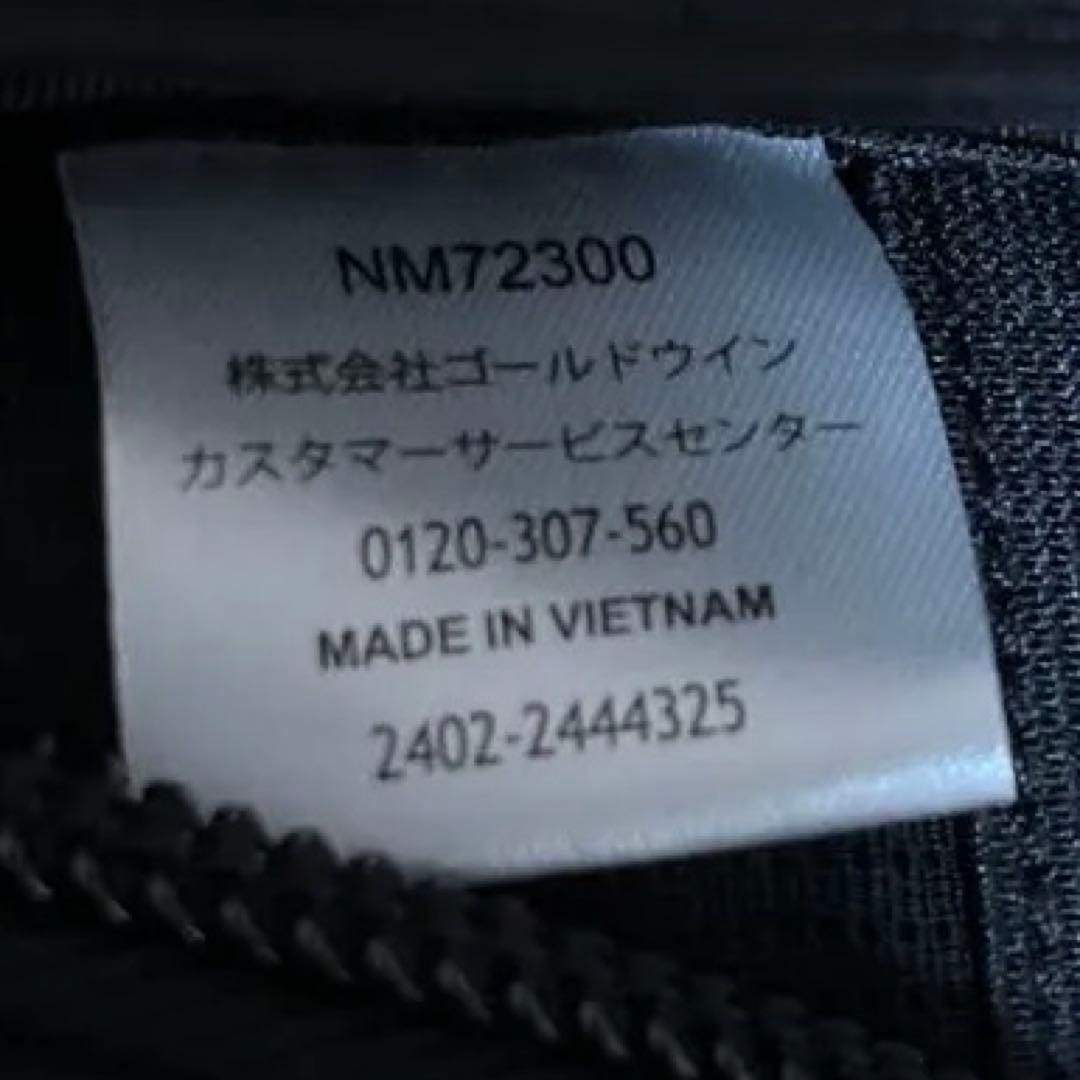 NM72300
株式会社ゴールドウイン
カスタマーサービスセンター
0120-307-560
MADE IN VIETNAM
2402-2444325